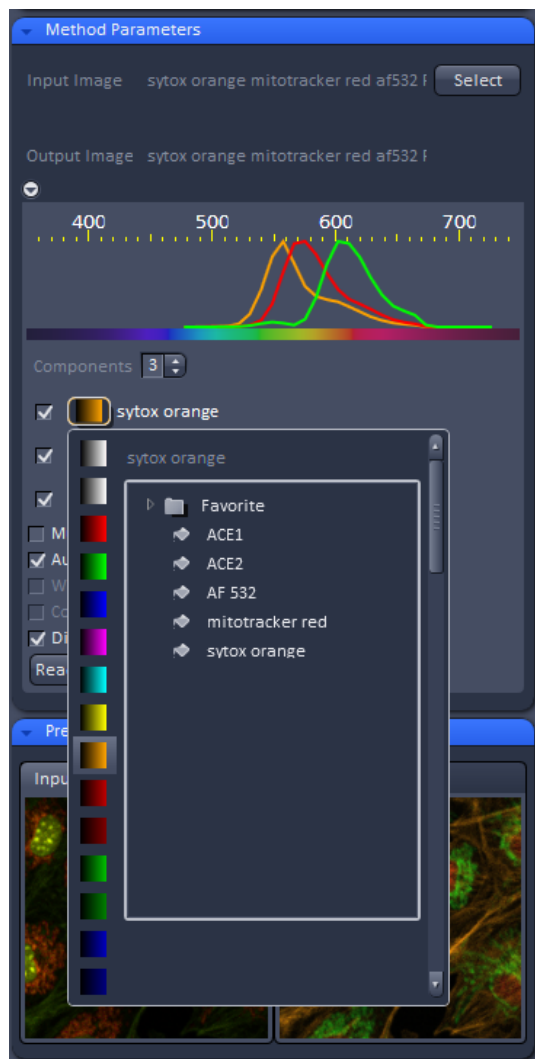 Method Parameters
Input Image sytox orange mitotracker red af532 F Select
Output Image sytox orange mitotracker red af532 F
400 500 600 700
Components 3
sytox orange
sytox orange
Favorite
ACE1
ACE2
AF 532
mitotracker red
sytox orange
M
Au
W
Co
Di
Rea
Pre
Inpu